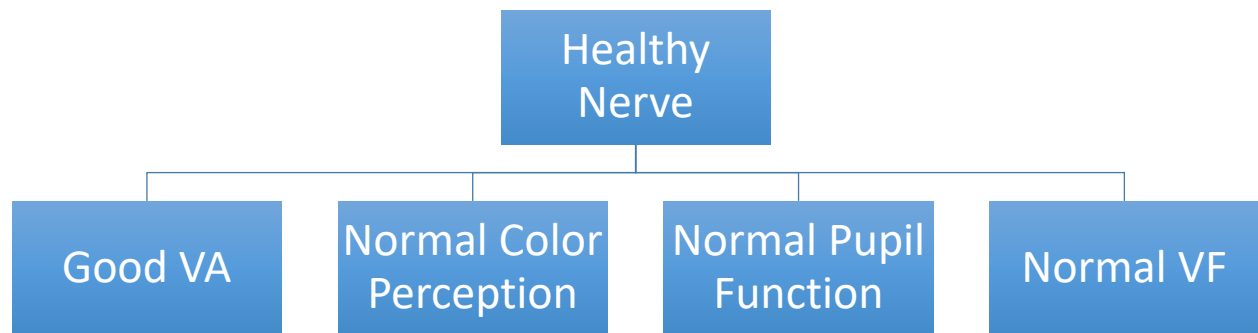 Healthy
Nerve
Good VA
Normal Color
Perception
Normal Pupil
Function
Normal VF